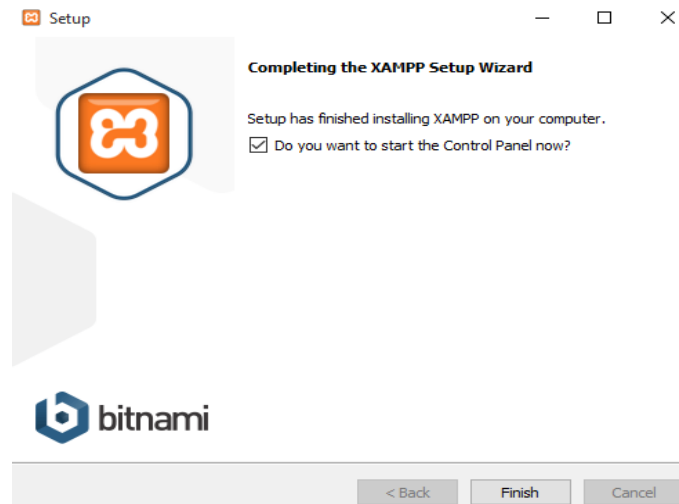 Setup
Completing the XAMPP Setup Wizard
Setup has finished installing XAMPP on your computer.
Do you want to start the Control Panel now?
bitnami
< Back Finish Cancel